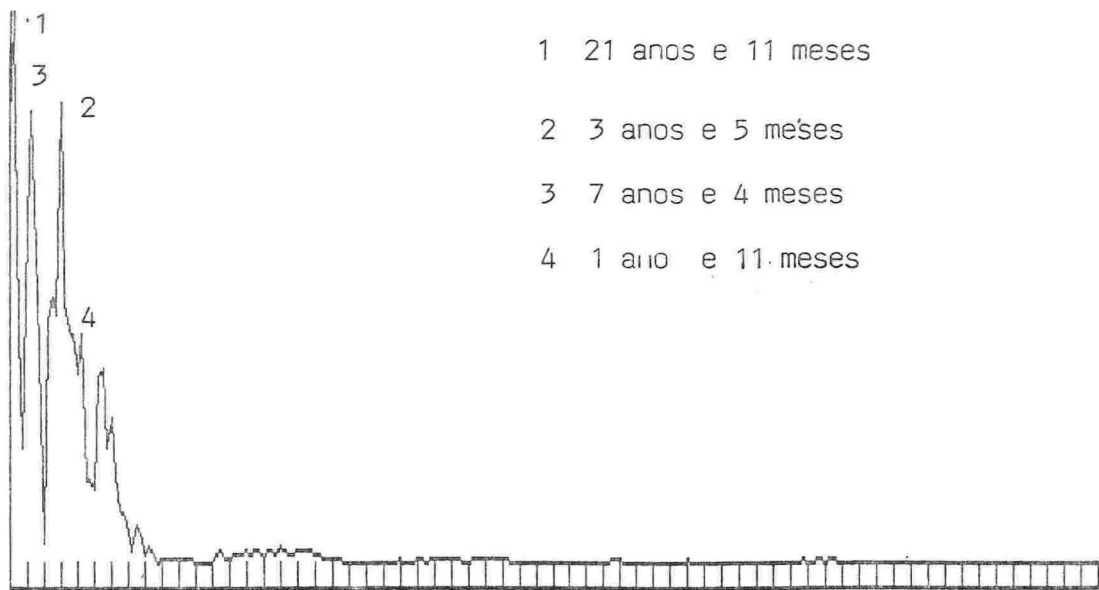 1
3
2
4
1 21 anos e 11 meses
2 3 anos e 5 meses
3 7 anos e 4 meses
4 1 ano e 11 meses